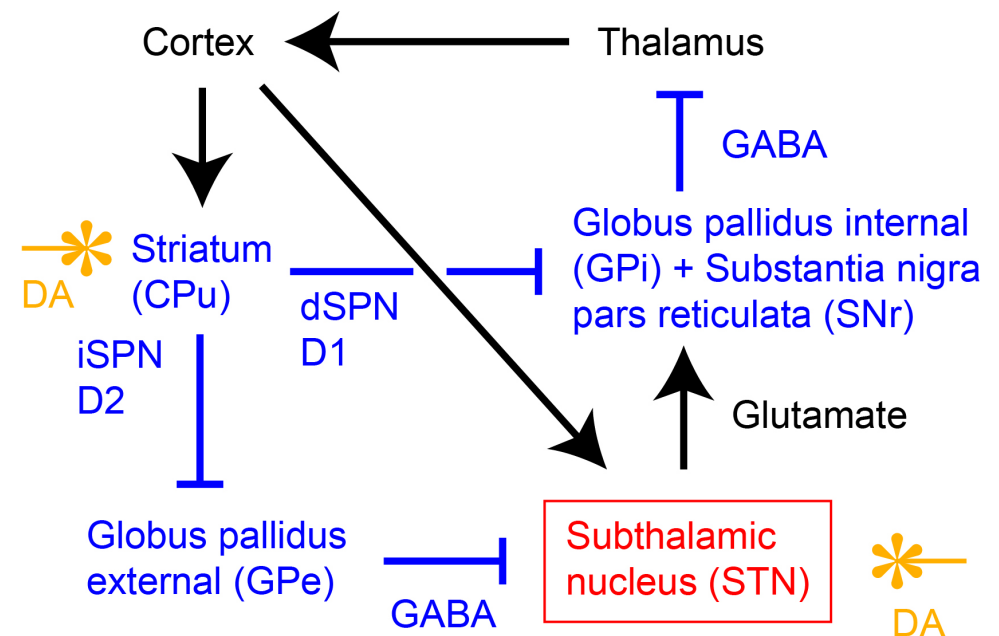 Cortex
Thalamus
GABA
DA
Striatum
(CPu)
dSPN
D1
Globus pallidus internal
(GPi) + Substantia nigra
pars reticulata (SNr)
iSPN
D2
Glutamate
Globus pallidus
external (GPe)
GABA
Subthalamic
nucleus (STN)
DA